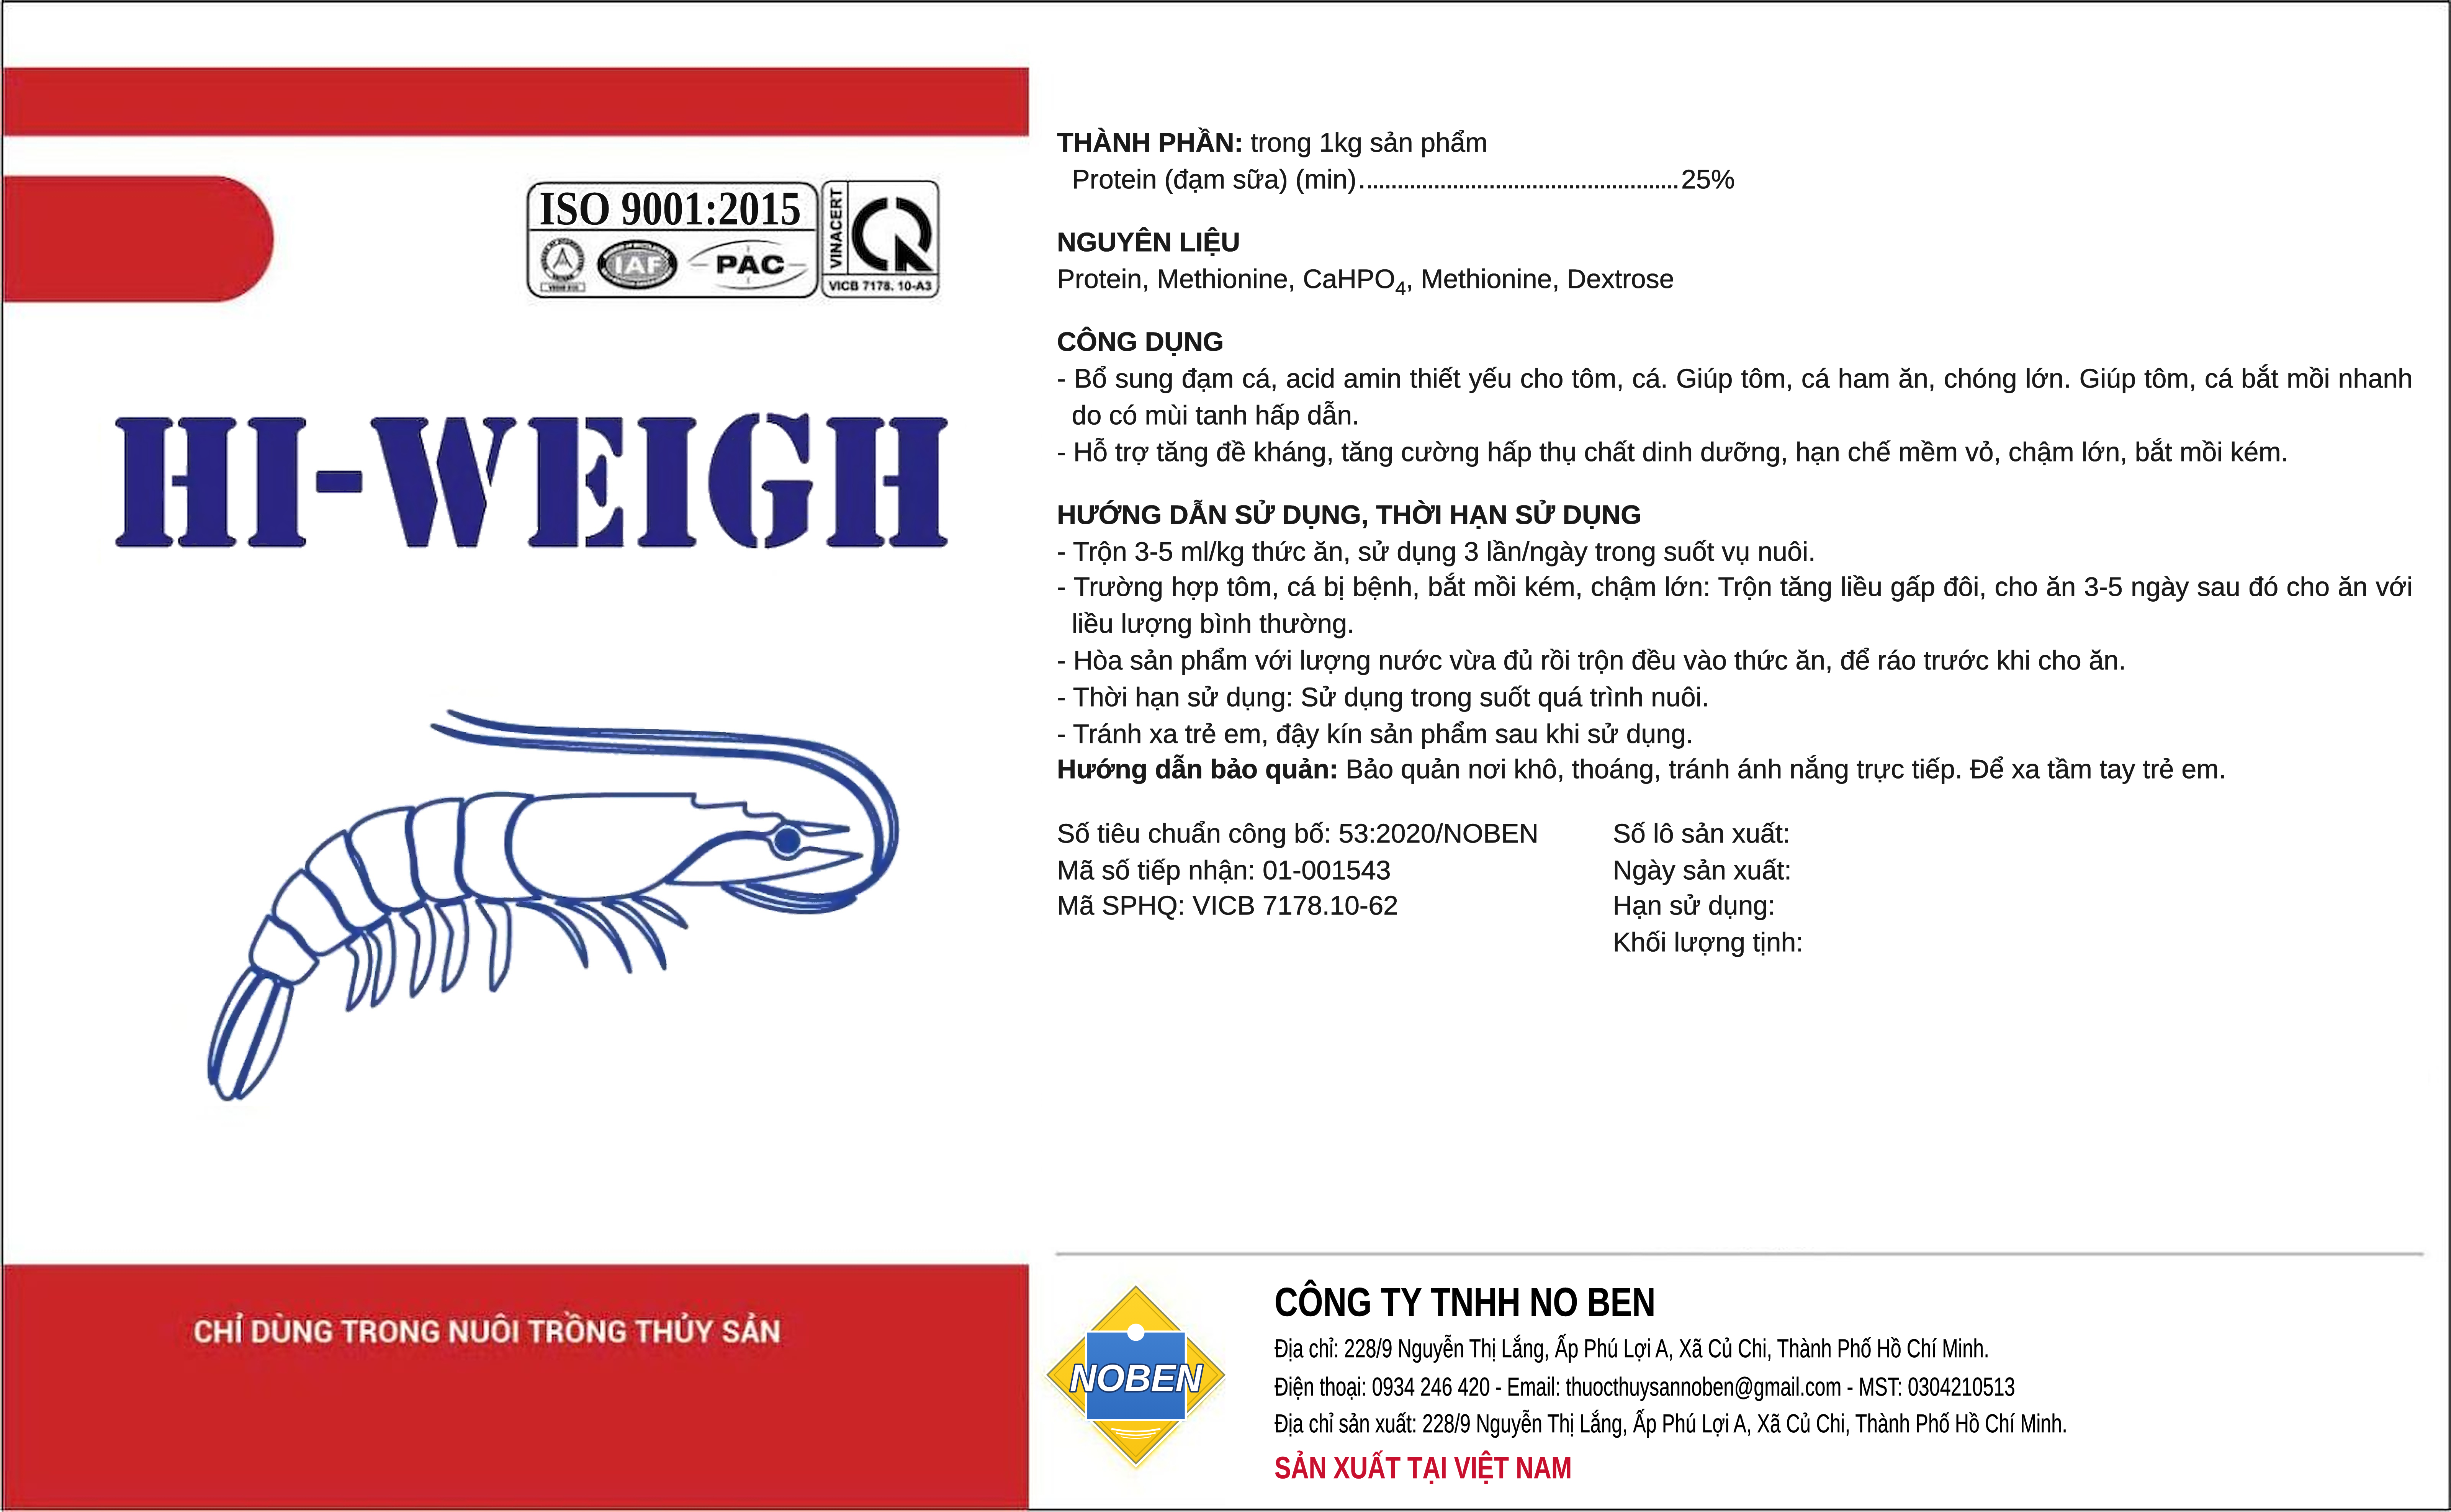 ISO 9001:2015
IAF
PAC
VINACERT
VICB 7178. 10-A3
HI-WEIGH
CHỈ DÙNG TRONG NUÔI TRỒNG THỦY SẢN
THÀNH PHẦN: trong 1kg sản phẩm
Protein (đạm sữa) (min)....................................................25%
NGUYÊN LIỆU
Protein, Methionine, CaHPO₄, Methionine, Dextrose
CÔNG DỤNG
- Bổ sung đạm cá, acid amin thiết yếu cho tôm, cá. Giúp tôm, cá ham ăn, chóng lớn. Giúp tôm, cá bắt mồi nhanh
do có mùi tanh hấp dẫn.
- Hỗ trợ tăng đề kháng, tăng cường hấp thụ chất dinh dưỡng, hạn chế mềm vỏ, chậm lớn, bắt mồi kém.
HƯỚNG DẪN SỬ DỤNG, THỜI HẠN SỬ DỤNG
- Trộn 3-5 ml/kg thức ăn, sử dụng 3 lần/ngày trong suốt vụ nuôi.
- Trường hợp tôm, cá bị bệnh, bắt mồi kém, chậm lớn: Trộn tăng liều gấp đôi, cho ăn 3-5 ngày sau đó cho ăn với
liều lượng bình thường.
- Hòa sản phẩm với lượng nước vừa đủ rồi trộn đều vào thức ăn, để ráo trước khi cho ăn.
- Thời hạn sử dụng: Sử dụng trong suốt quá trình nuôi.
- Tránh xa trẻ em, đậy kín sản phẩm sau khi sử dụng.
Hướng dẫn bảo quản: Bảo quản nơi khô, thoáng, tránh ánh nắng trực tiếp. Để xa tầm tay trẻ em.
Số tiêu chuẩn công bố: 53:2020/NOBEN
Mã số tiếp nhận: 01-001543
Mã SPHQ: VICB 7178.10-62
Số lô sản xuất:
Ngày sản xuất:
Hạn sử dụng:
Khối lượng tịnh:
NOBEN
CÔNG TY TNHH NO BEN
Địa chỉ: 228/9 Nguyễn Thị Lắng, Ấp Phú Lợi A, Xã Củ Chi, Thành Phố Hồ Chí Minh.
Điện thoại: 0934 246 420 - Email: thuocthuysannoben@gmail.com - MST: 0304210513
Địa chỉ sản xuất: 228/9 Nguyễn Thị Lắng, Ấp Phú Lợi A, Xã Củ Chi, Thành Phố Hồ Chí Minh.
SẢN XUẤT TẠI VIỆT NAM